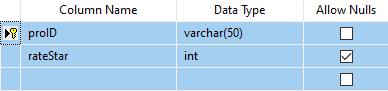 Column Name Data Type Allow Nulls
proID varchar(50)
rateStar int